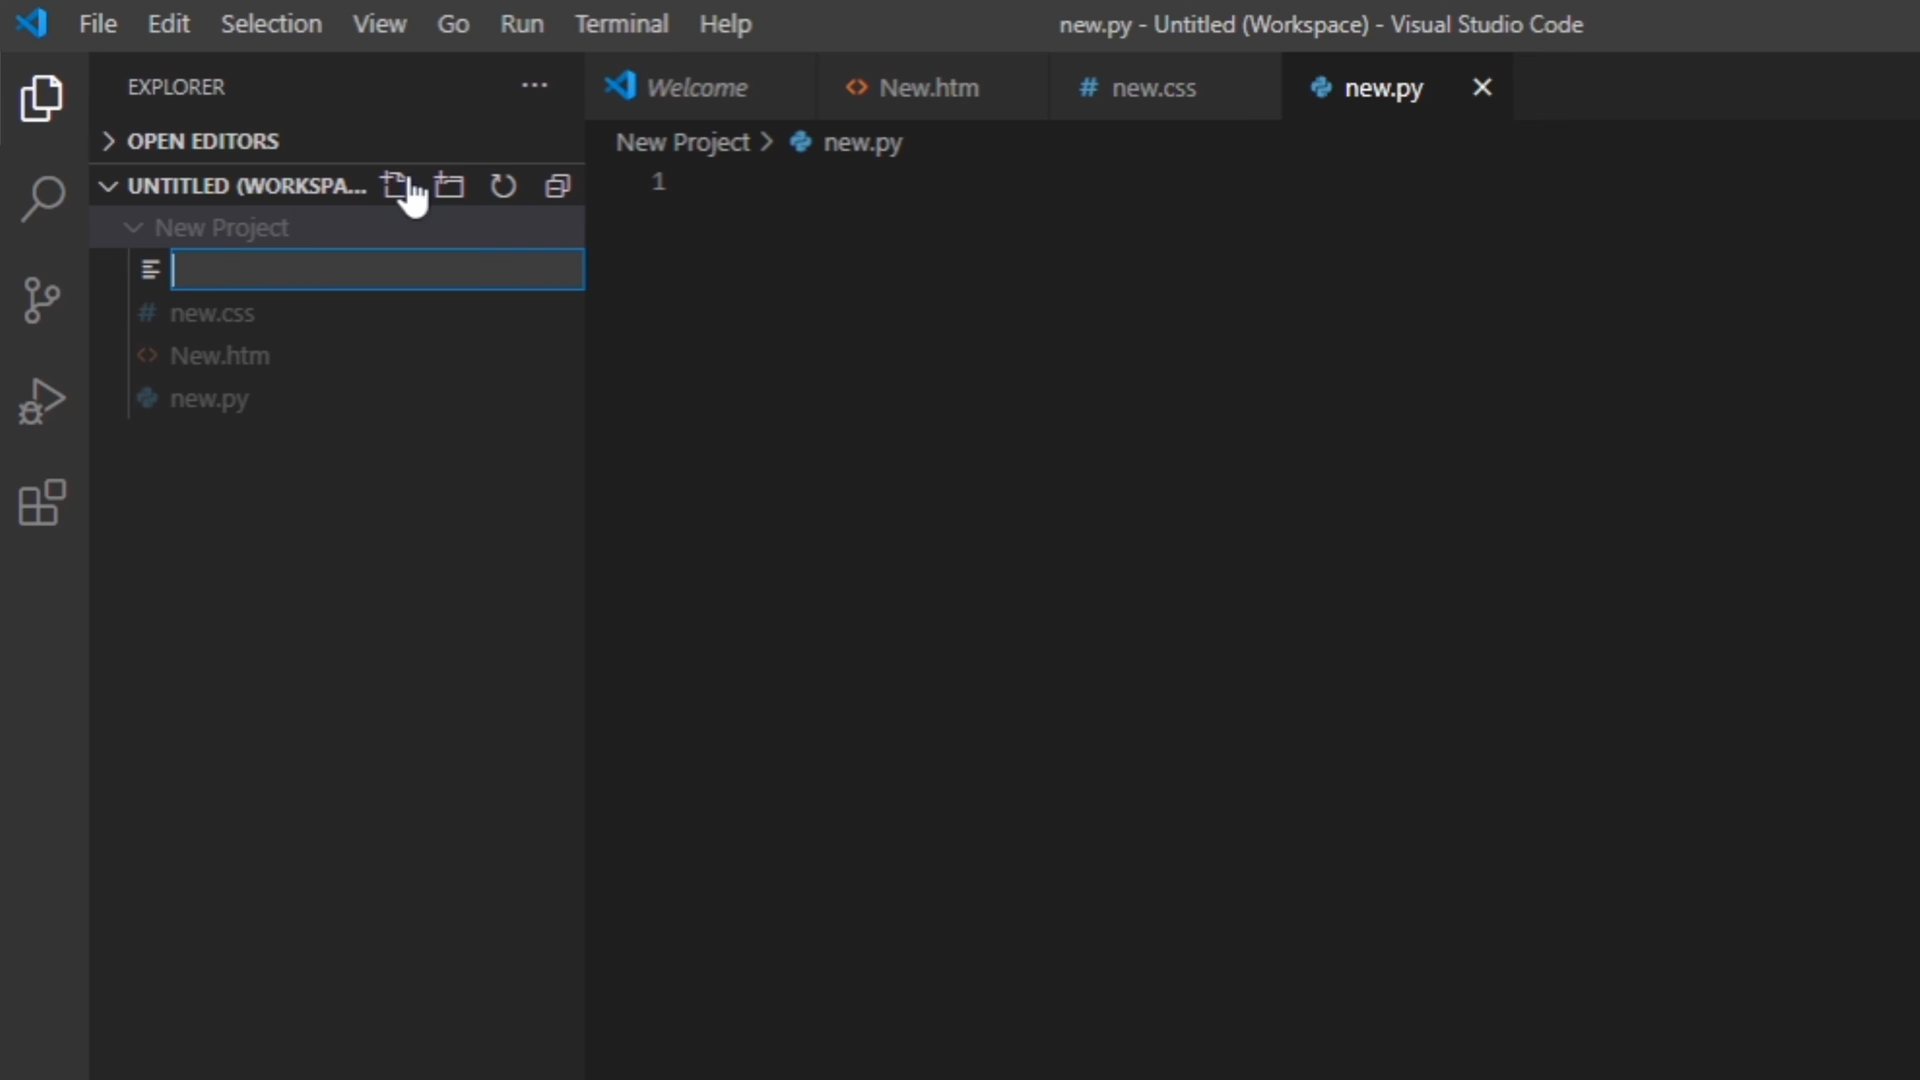 File Edit Selection View Go Run Terminal Help new.py - Untitled (Workspace) - Visual Studio Code
EXPLORER
Welcome New.htm new.css new.py
OPEN EDITORS
New Project > new.py
UNTITLED (WORKSPA...
1
New Project
new.css
New.htm
new.py